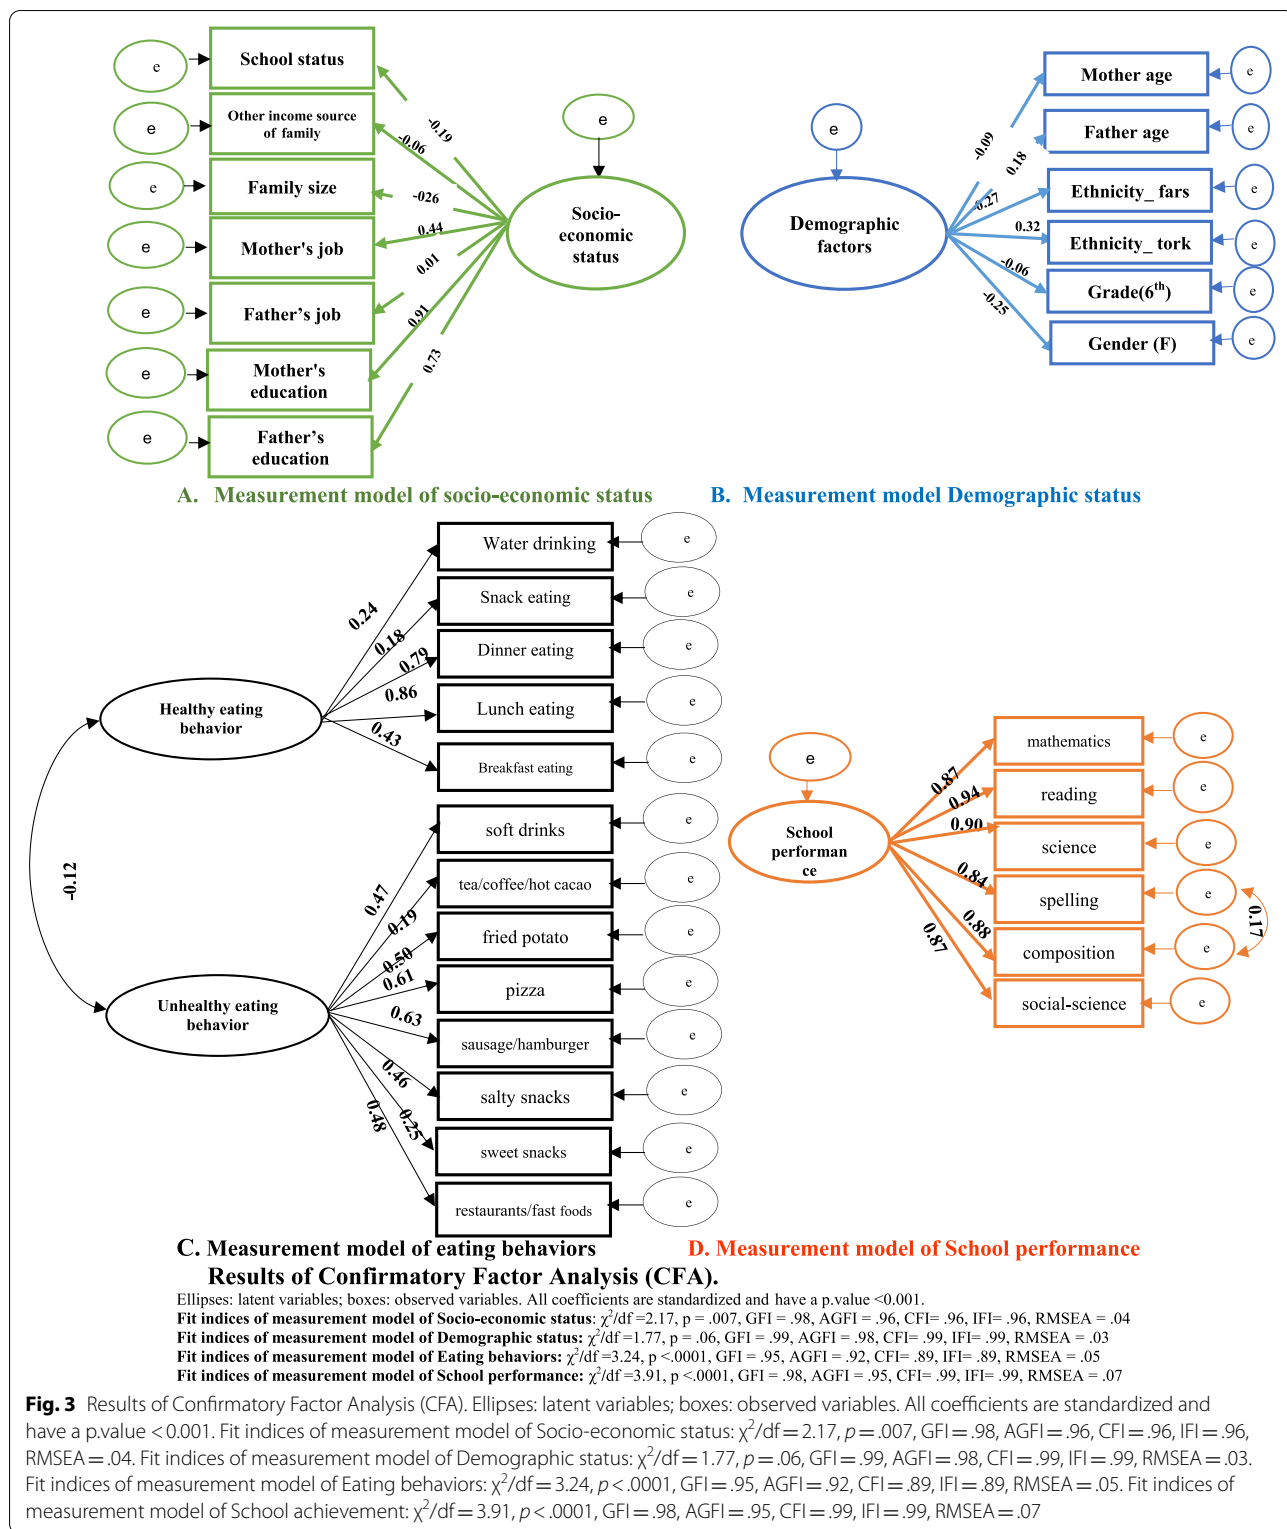 e
School status
e
Other income source
of family
e
Family size
e
Mother's job
e
Father's job
e
Mother's
education
e
Father's
education
-0.19
-0.06
-026
0.44
0.01
0.91
0.73
e
Socio-
economic
status
e
Demographic
factors
-0.09
0.18
0.27
0.32
-0.06
-0.25
Mother age
e
Father age
e
Ethnicity_ fars
e
Ethnicity_ tork
e
Grade(6th)
e
Gender (F)
e
A. Measurement model of socio-economic status
B. Measurement model Demographic status
Healthy eating
behavior
0.24
0.18
0.79
0.86
0.43
Water drinking
e
Snack eating
e
Dinner eating
e
Lunch eating
e
Breakfast eating
e
-0.12
Unhealthy eating
behavior
0.47
0.19
0.50
0.61
0.63
0.46
0.25
0.48
soft drinks
e
tea/coffee/hot cacao
e
fried potato
e
pizza
e
sausage/hamburger
e
salty snacks
e
sweet snacks
e
restaurants/fast foods
e
e
School
performan
ce
0.87
0.94
0.90
0.84
0.88
0.87
mathematics
e
reading
e
science
e
spelling
e
composition
e
social-science
e
0.17
C. Measurement model of eating behaviors
D. Measurement model of School performance
Results of Confirmatory Factor Analysis (CFA).
Ellipses: latent variables; boxes: observed variables. All coefficients are standardized and have a p.value <0.001.
Fit indices of measurement model of Socio-economic status: χ²/df =2.17, p = .007, GFI = .98, AGFI = .96, CFI= .96, IFI= .96, RMSEA = .04
Fit indices of measurement model of Demographic status: χ²/df =1.77, p = .06, GFI = .99, AGFI = .98, CFI= .99, IFI= .99, RMSEA = .03
Fit indices of measurement model of Eating behaviors: χ²/df =3.24, p <.0001, GFI = .95, AGFI = .92, CFI= .89, IFI= .89, RMSEA = .05
Fit indices of measurement model of School performance: χ²/df =3.91, p <.0001, GFI = .98, AGFI = .95, CFI= .99, IFI= .99, RMSEA = .07
Fig. 3 Results of Confirmatory Factor Analysis (CFA). Ellipses: latent variables; boxes: observed variables. All coefficients are standardized and
have a p.value < 0.001. Fit indices of measurement model of Socio-economic status: χ²/df = 2.17, p = .007, GFI = .98, AGFI = .96, CFI = .96, IFI = .96,
RMSEA = .04. Fit indices of measurement model of Demographic status: χ²/df = 1.77, p = .06, GFI = .99, AGFI = .98, CFI = .99, IFI = .99, RMSEA = .03.
Fit indices of measurement model of Eating behaviors: χ²/df = 3.24, p < .0001, GFI = .95, AGFI = .92, CFI = .89, IFI = .89, RMSEA = .05. Fit indices of
measurement model of School achievement: χ²/df = 3.91, p < .0001, GFI = .98, AGFI = .95, CFI = .99, IFI = .99, RMSEA = .07